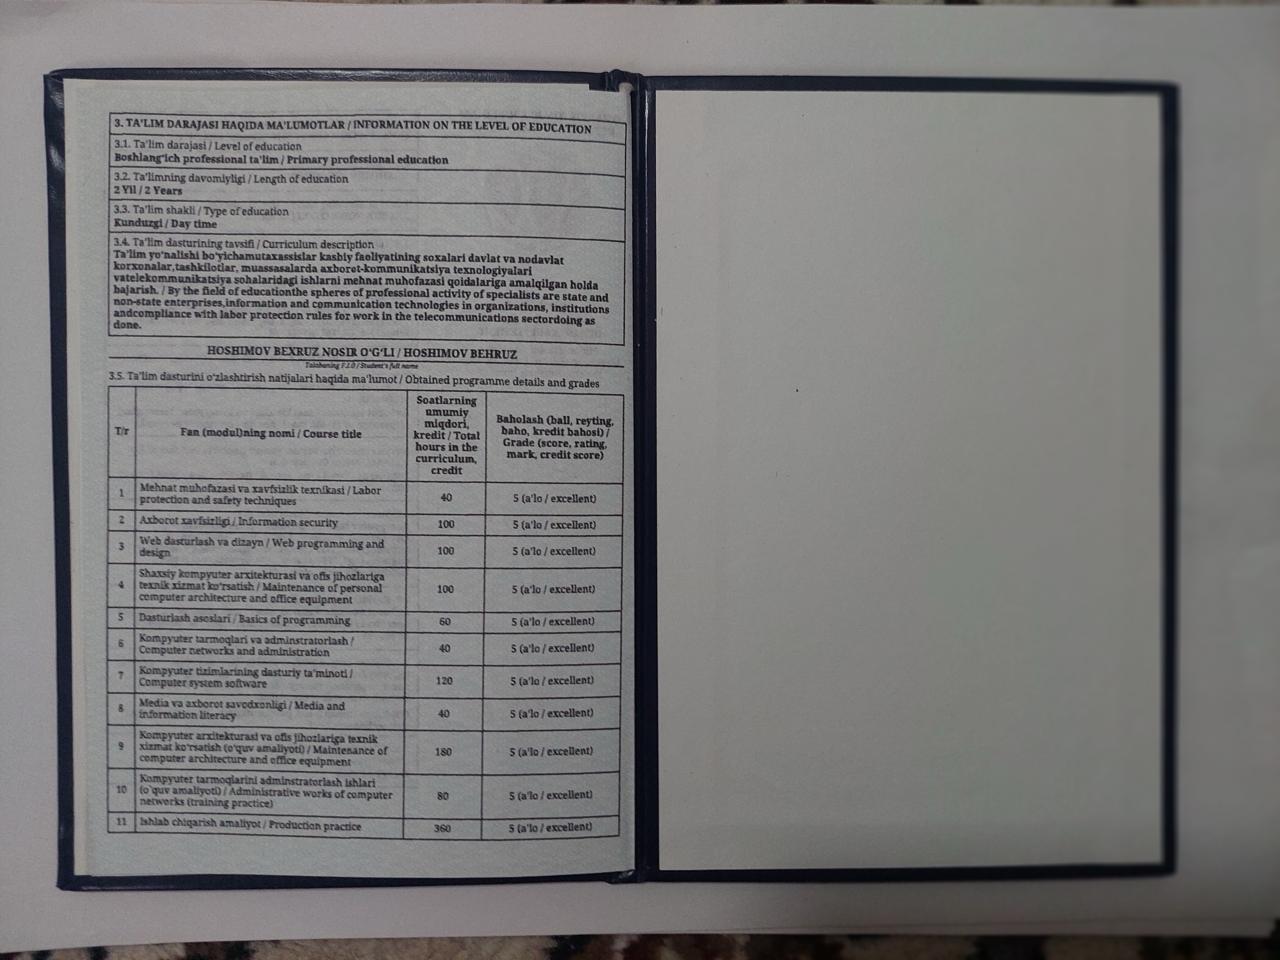 3. TA'LIM DARAJASI HAQIDA MA'LUMOTLAR / INFORMATION ON THE LEVEL OF EDUCATION
3.1. Ta'lim darajasi / Level of education
Boshlang'ich professional ta'lim / Primary professional education
3.2. Ta'limning davomiyligi / Length of education
2 Yil / 2 Years
3.3. Ta'lim shakli / Type of education
Kunduzgi / Day time
3.4. Ta'lim dasturining tavsifi / Curriculum description
Ta'lim yo'nalishi bo'yichamutaxassislar kasbiy faoliyatining soxalari davlat va nodavlat
korxonalar,tashkilotlar, muassasalarda axborot-kommunikatsiya texnologiyalari
vatelekommunikatsiya sohalaridagi ishlarni mehnat muhofazasi qoidalariga amalqilgan holda
bajarish. / By the field of educationthe spheres of professional activity of specialists are state and
non-state enterprises,information and communication technologies in organizations, institutions
andcompliance with labor protection rules for work in the telecommunications sectordoing as
done.
HOSHIMOV BEXRUZ NOSIR O'G'LI / HOSHIMOV BEHRUZ
Talabaning F.I.O / Student's full name
3.5. Ta'lim dasturini o'zlashtirish natijalari haqida ma'lumot / Obtained programme details and grades
T/r
Fan (modul)ning nomi / Course title
Soatlarning
umumiy
miqdori,
kredit / Total
hours in the
curriculum,
credit
Baholash (ball, reyting,
baho, kredit bahosi) /
Grade (score, rating,
mark, credit score)
1
Mehnat muhofazasi va xavfsizlik texnikasi / Labor
protection and safety techniques
40
5 (a'lo / excellent)
2
Axborot xavfsizligi / Information security
100
5 (a'lo / excellent)
3
Web dasturlash va dizayn / Web programming and
design
100
5 (a'lo / excellent)
4
Shaxsiy kompyuter arxitekturasi va ofis jihozlariga
texnik xizmat ko'rsatish / Maintenance of personal
computer architecture and office equipment
100
5 (a'lo / excellent)
5
Dasturlash asoslari / Basics of programming
60
5 (a'lo / excellent)
6
Kompyuter tarmoqlari va adminstratorlash /
Computer networks and administration
40
5 (a'lo / excellent)
7
Kompyuter tizimlarining dasturiy ta'minoti /
Computer system software
120
5 (a'lo / excellent)
8
Media va axborot savodxonligi / Media and
information literacy
40
5 (a'lo / excellent)
9
Kompyuter arxitekturasi va ofis jihozlariga texnik
xizmat ko'rsatish (o'quv amaliyoti) / Maintenance of
computer architecture and office equipment
180
5 (a'lo / excellent)
10
Kompyuter tarmoqlarini adminstratorlash ishlari
(o`quv amaliyoti) / Administrative works of computer
networks (training practice)
80
5 (a'lo / excellent)
11
Ishlab chiqarish amaliyot / Production practice
360
5 (a'lo / excellent)